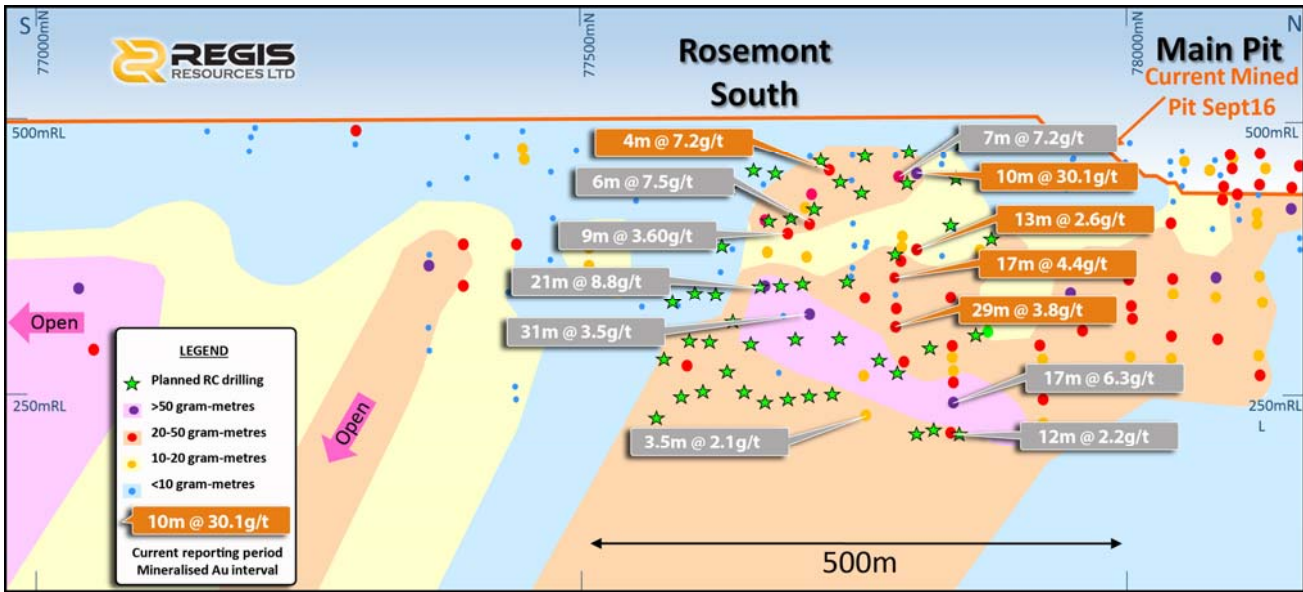 S
N
77000mN
77500mN
78000mN
REGIS
RESOURCES LTD
Rosemont
South
Main Pit
Current Mined
Pit Sept16
500mRL
500mRL
4m @ 7.2g/t
7m @ 7.2g/t
6m @ 7.5g/t
10m @ 30.1g/t
9m @ 3.60g/t
13m @ 2.6g/t
21m @ 8.8g/t
17m @ 4.4g/t
31m @ 3.5g/t
29m @ 3.8g/t
17m @ 6.3g/t
3.5m @ 2.1g/t
12m @ 2.2g/t
Open
Open
250mRL
250mR
L
LEGEND
Planned RC drilling
>50 gram-metres
20-50 gram-metres
10-20 gram-metres
<10 gram-metres
10m @ 30.1g/t
Current reporting period
Mineralised Au interval
500m